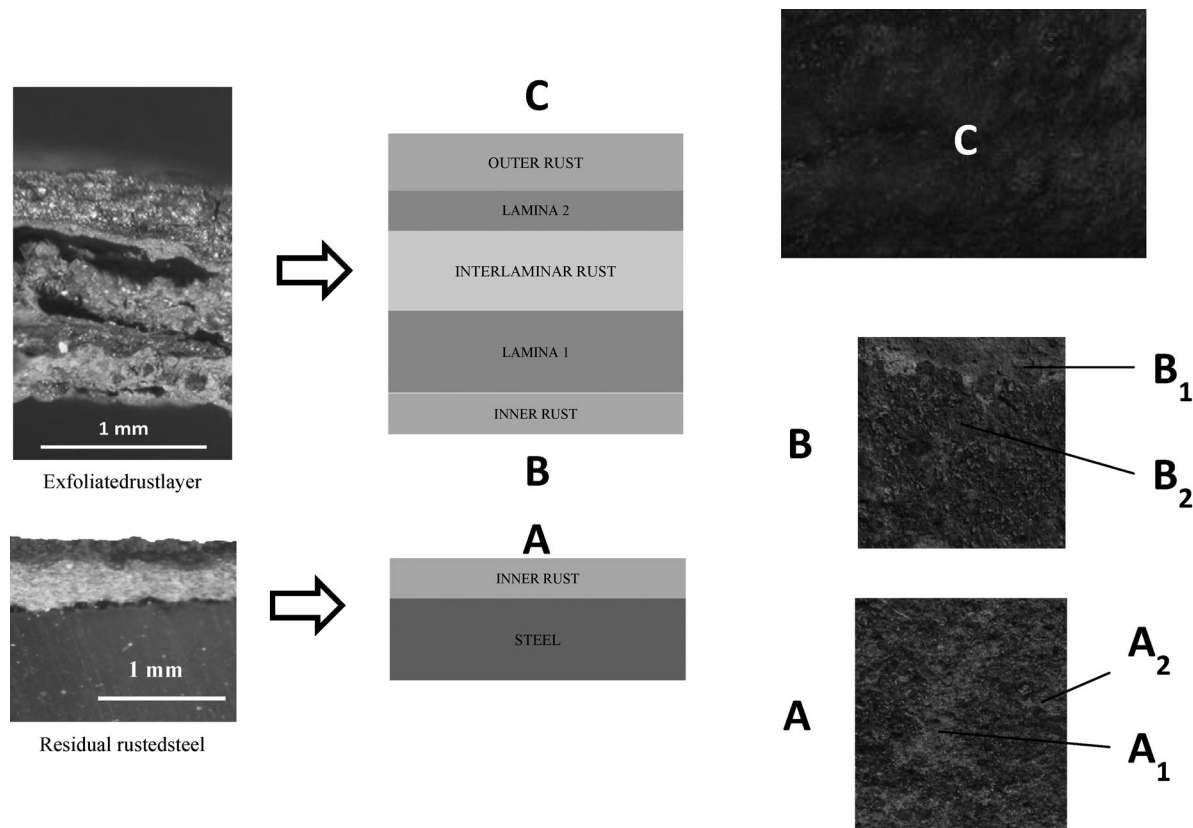 C
OUTER RUST
LAMINA 2
INTERLAMINAR RUST
LAMINA 1
INNER RUST
B
1 mm
Exfoliatedrustlayer
A
INNER RUST
STEEL
1 mm
Residual rustedsteel
C
B
B1
B2
A
A2
A1